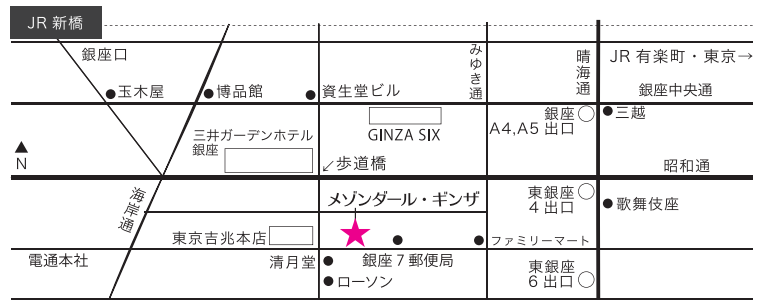 JR 新橋
銀座口
みゆき通
晴海通
JR 有楽町・東京→
玉木屋
博品館
資生堂ビル
銀座中央通
GINZA SIX
銀座
A4,A5 出口
三越
三井ガーデンホテル
銀座
N
↙歩道橋
昭和通
海岸通
メゾンダール・ギンザ
東銀座
4 出口
歌舞伎座
東京吉兆本店
ファミリーマート
電通本社
清月堂
銀座 7 郵便局
東銀座
6 出口
ローソン